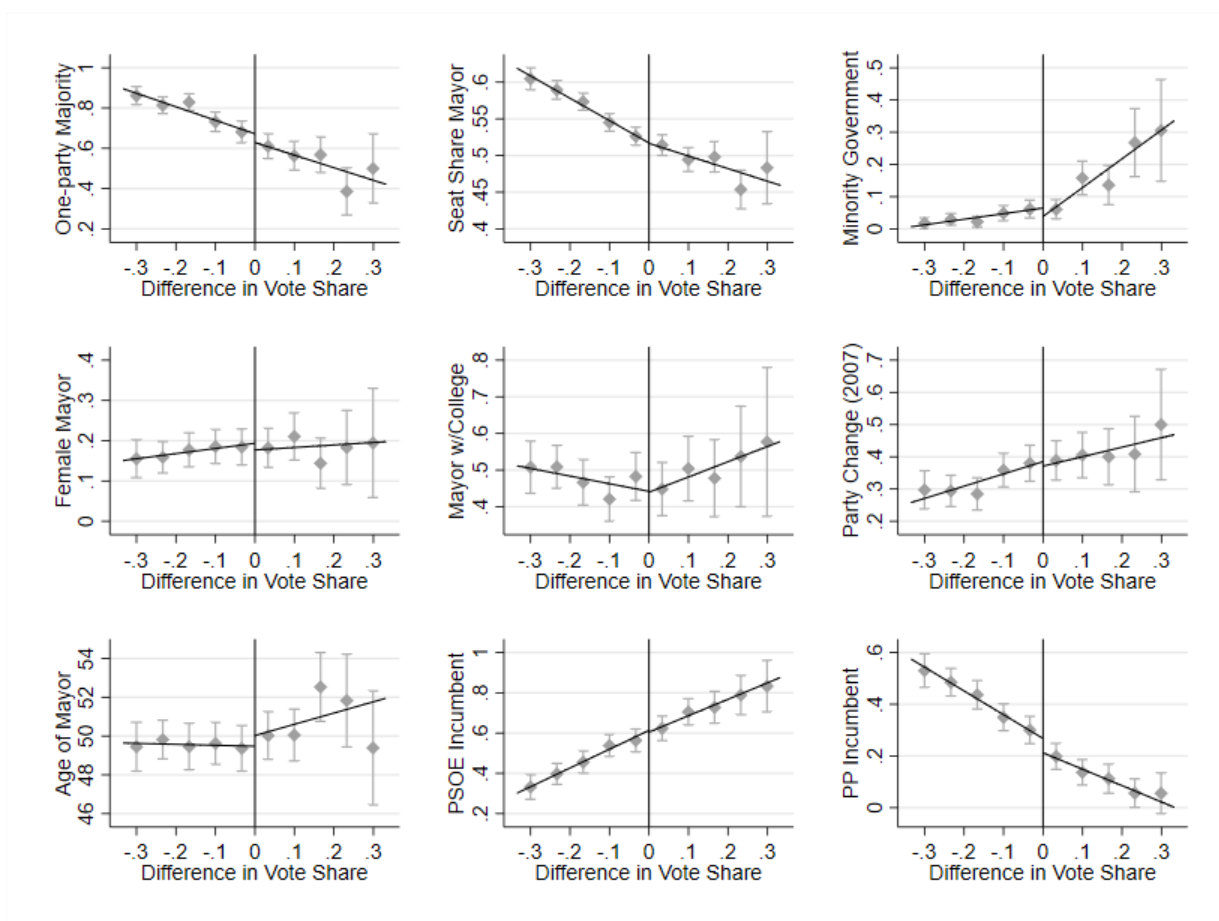 One-party Majority
.2 .4 .6 .8 1
-.3 -.2 -.1 0 .1 .2 .3
Difference in Vote Share
Seat Share Mayor
.4 .45 .5 .55 .6
-.3 -.2 -.1 0 .1 .2 .3
Difference in Vote Share
Minority Government
0 .1 .2 .3 .4 .5
-.3 -.2 -.1 0 .1 .2 .3
Difference in Vote Share
Female Mayor
0 .1 .2 .3 .4
-.3 -.2 -.1 0 .1 .2 .3
Difference in Vote Share
Mayor w/College
.4 .5 .6 .7 .8
-.3 -.2 -.1 0 .1 .2 .3
Difference in Vote Share
Party Change (2007)
.2 .3 .4 .5 .6 .7
-.3 -.2 -.1 0 .1 .2 .3
Difference in Vote Share
Age of Mayor
46 48 50 52 54
-.3 -.2 -.1 0 .1 .2 .3
Difference in Vote Share
PSOE Incumbent
.2 .4 .6 .8 1
-.3 -.2 -.1 0 .1 .2 .3
Difference in Vote Share
PP Incumbent
0 .2 .4 .6
-.3 -.2 -.1 0 .1 .2 .3
Difference in Vote Share